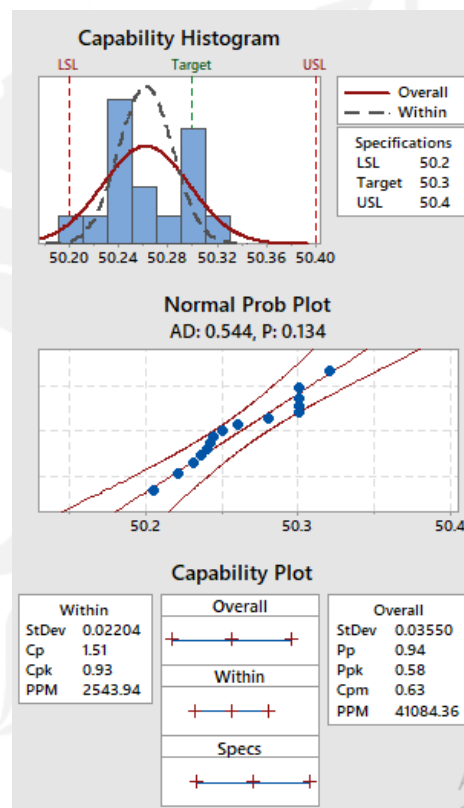 Capability Histogram
LSL Target USL
Overall
Within
Specifications
LSL 50.2
Target 50.3
USL 50.4
50.20 50.24 50.28 50.32 50.36 50.40
Normal Prob Plot
AD: 0.544, P: 0.134
50.2 50.3 50.4
Capability Plot
Within
StDev 0.02204
Cp 1.51
Cpk 0.93
PPM 2543.94
Overall
Within
Specs
Overall
StDev 0.03550
Pp 0.94
Ppk 0.58
Cpm 0.63
PPM 41084.36